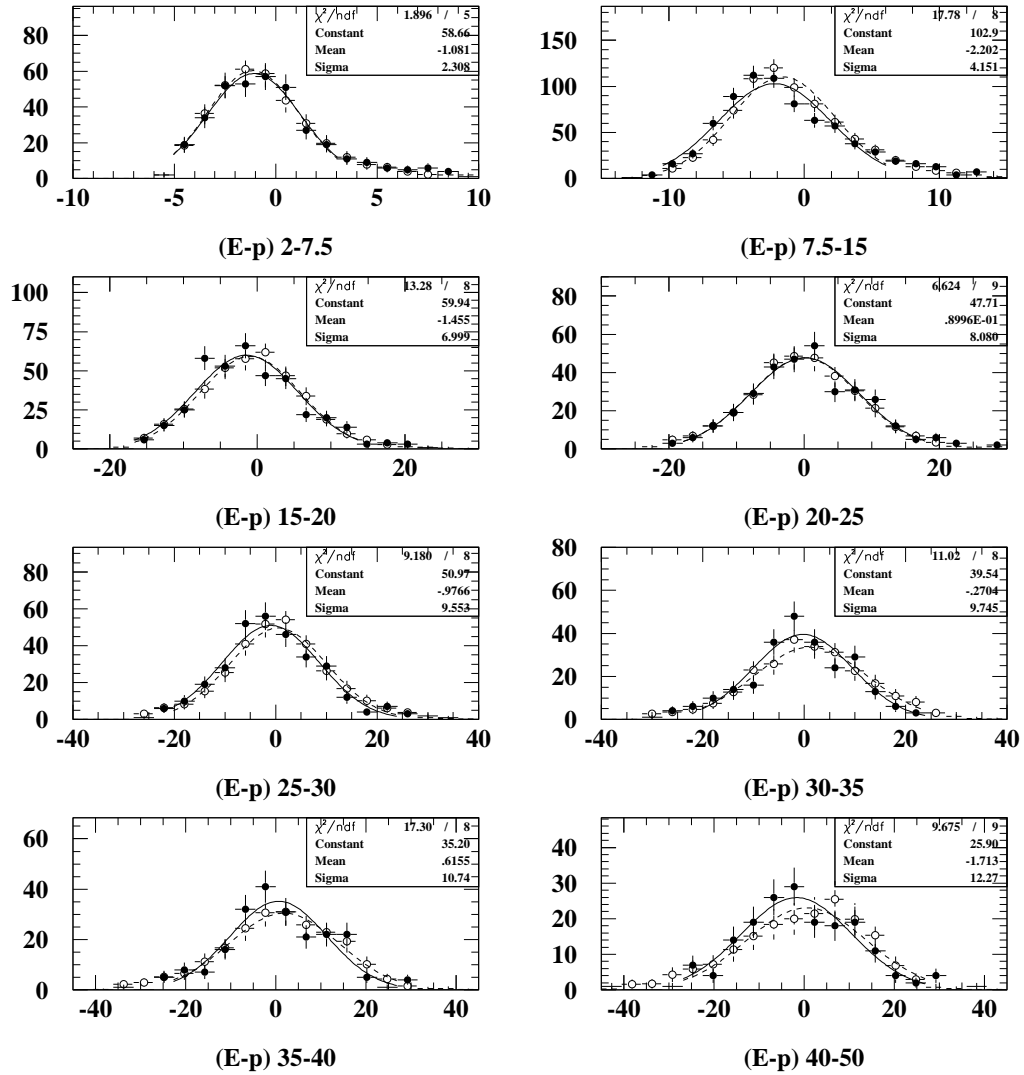 χ²/ndf 1.896 / 5
Constant 58.66
Mean -1.081
Sigma 2.308
80
60
40
20
0
-10 -5 0 5 10
(E-p) 2-7.5
χ²/ndf 17.78 / 8
Constant 102.9
Mean -2.202
Sigma 4.151
150
100
50
0
-10 0 10
(E-p) 7.5-15
χ²/ndf 13.28 / 8
Constant 59.94
Mean -1.455
Sigma 6.999
100
75
50
25
0
-20 0 20
(E-p) 15-20
χ²/ndf 6.624 / 9
Constant 47.71
Mean .8996E-01
Sigma 8.080
80
60
40
20
0
-20 0 20
(E-p) 20-25
χ²/ndf 9.180 / 8
Constant 50.97
Mean -.9766
Sigma 9.553
80
60
40
20
0
-40 -20 0 20 40
(E-p) 25-30
χ²/ndf 11.02 / 8
Constant 39.54
Mean -.2704
Sigma 9.745
80
60
40
20
0
-40 -20 0 20 40
(E-p) 30-35
χ²/ndf 17.30 / 8
Constant 35.20
Mean .6155
Sigma 10.74
60
40
20
0
-40 -20 0 20 40
(E-p) 35-40
χ²/ndf 9.675 / 9
Constant 25.90
Mean -1.713
Sigma 12.27
40
30
20
10
0
-40 -20 0 20 40
(E-p) 40-50